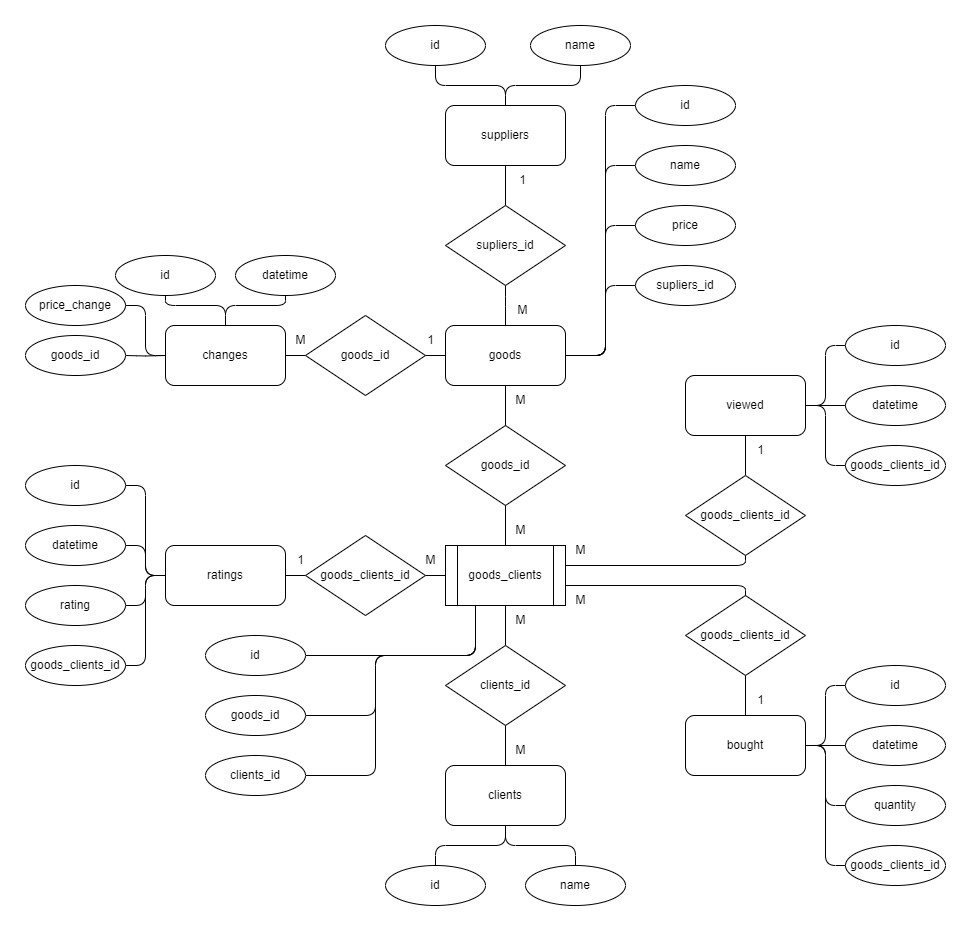 id
name
suppliers
1
id
name
price
supliers_id
supliers_id
M
id
datetime
price_change
goods_id
changes
M
goods_id
1
goods
M
goods_id
M
viewed
id
datetime
goods_clients_id
1
goods_clients_id
M
id
datetime
rating
goods_clients_id
ratings
1
goods_clients_id
M
goods_clients
M
goods_clients_id
1
bought
id
datetime
quantity
goods_clients_id
id
goods_id
clients_id
M
clients_id
M
clients
id
name